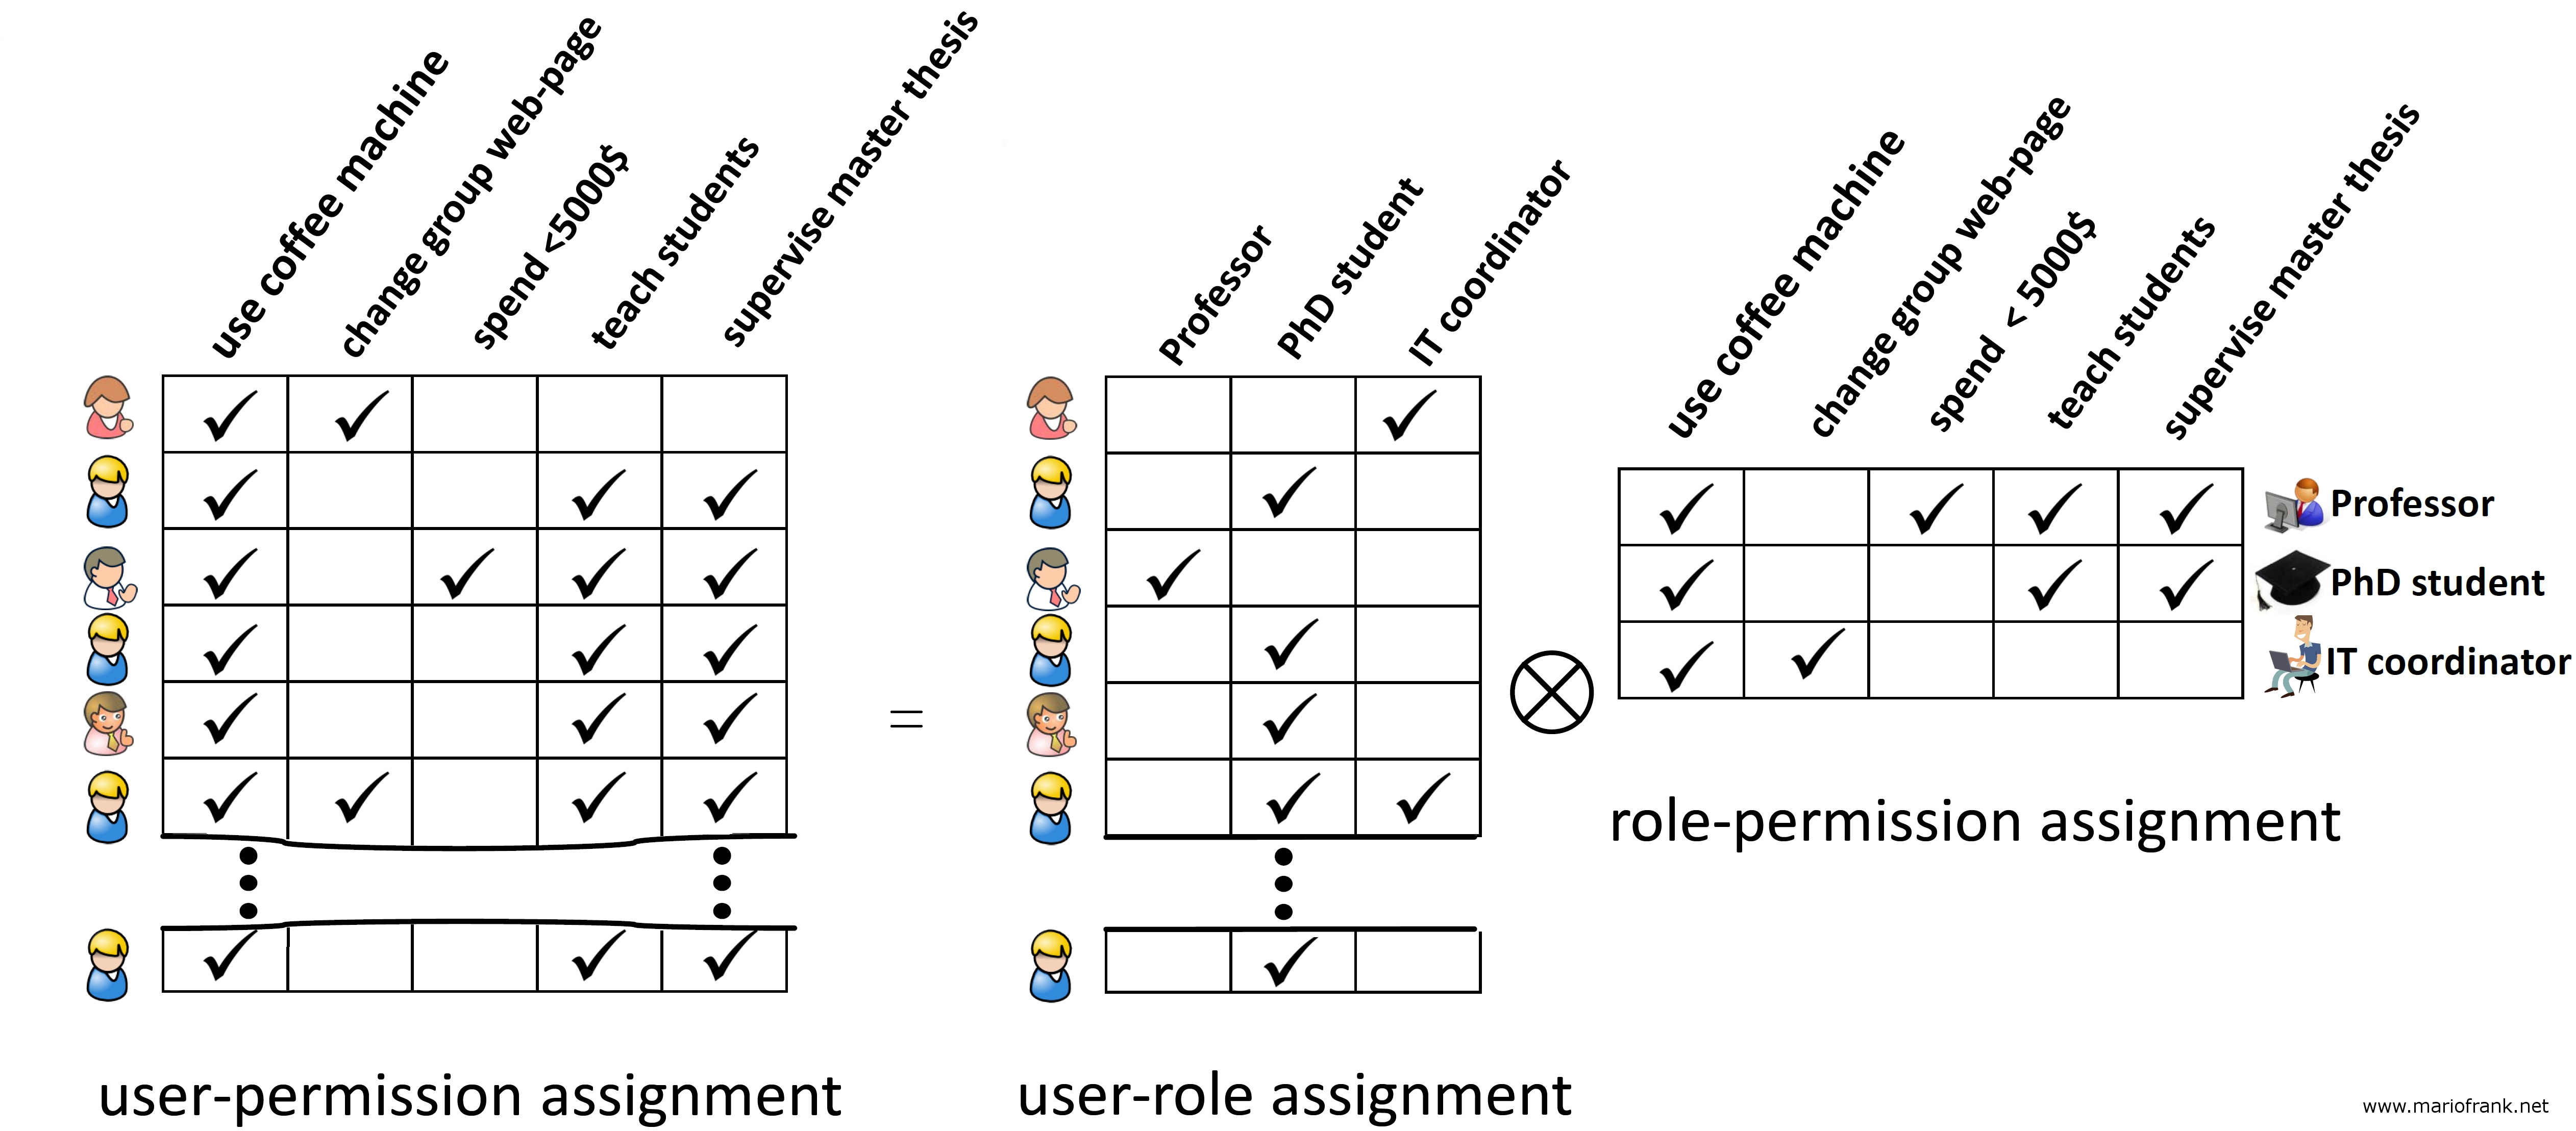 use coffee machine
change group web-page
spend <5000$
teach students
supervise master thesis
Professor
PhD student
IT coordinator
use coffee machine
change group web-page
spend < 5000$
teach students
supervise master thesis
Professor
PhD student
IT coordinator
=
role-permission assignment
user-permission assignment
user-role assignment
www.mariofrank.net